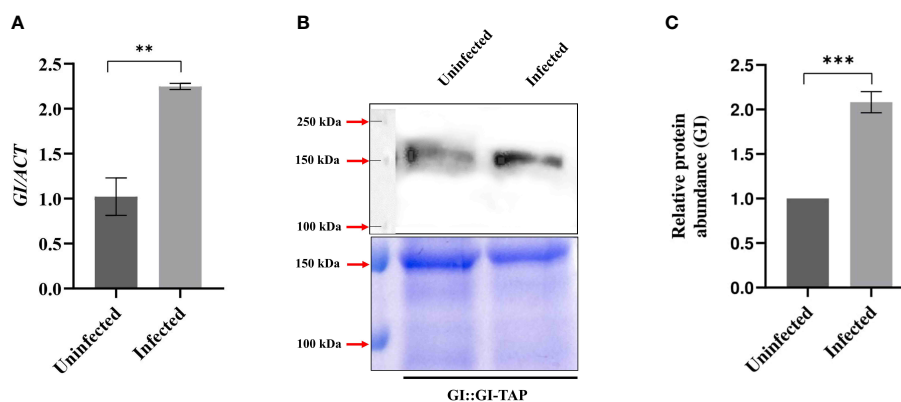 A
GI/ACT
2.5
2.0
1.5
1.0
0.5
0.0
**
Uninfected
Infected
B
Uninfected
Infected
250 kDa
150 kDa
100 kDa
150 kDa
100 kDa
GI::GI-TAP
C
Relative protein
abundance (GI)
2.5
2.0
1.5
1.0
0.5
0.0
***
Uninfected
Infected